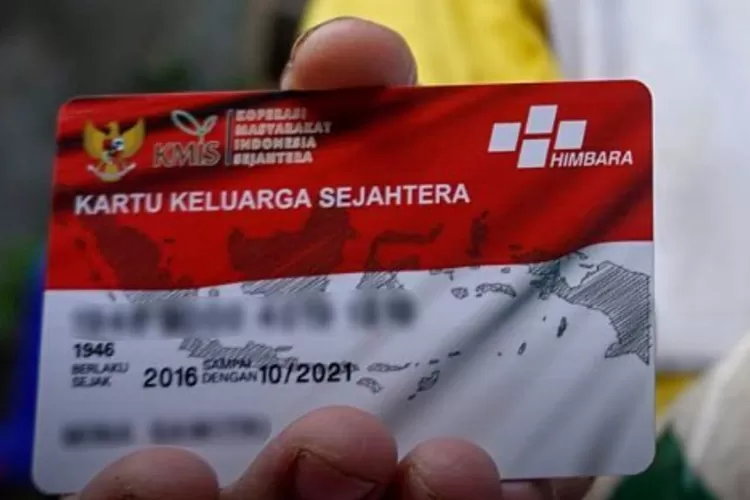 KMIS
KOPERASI
MASYARAKAT
INDONESIA
SEJAHTERA
HIMBARA
KARTU KELUARGA SEJAHTERA
1946
BERLAKU
SEJAK
2016
SAMPAI
DENGAN
10/2021